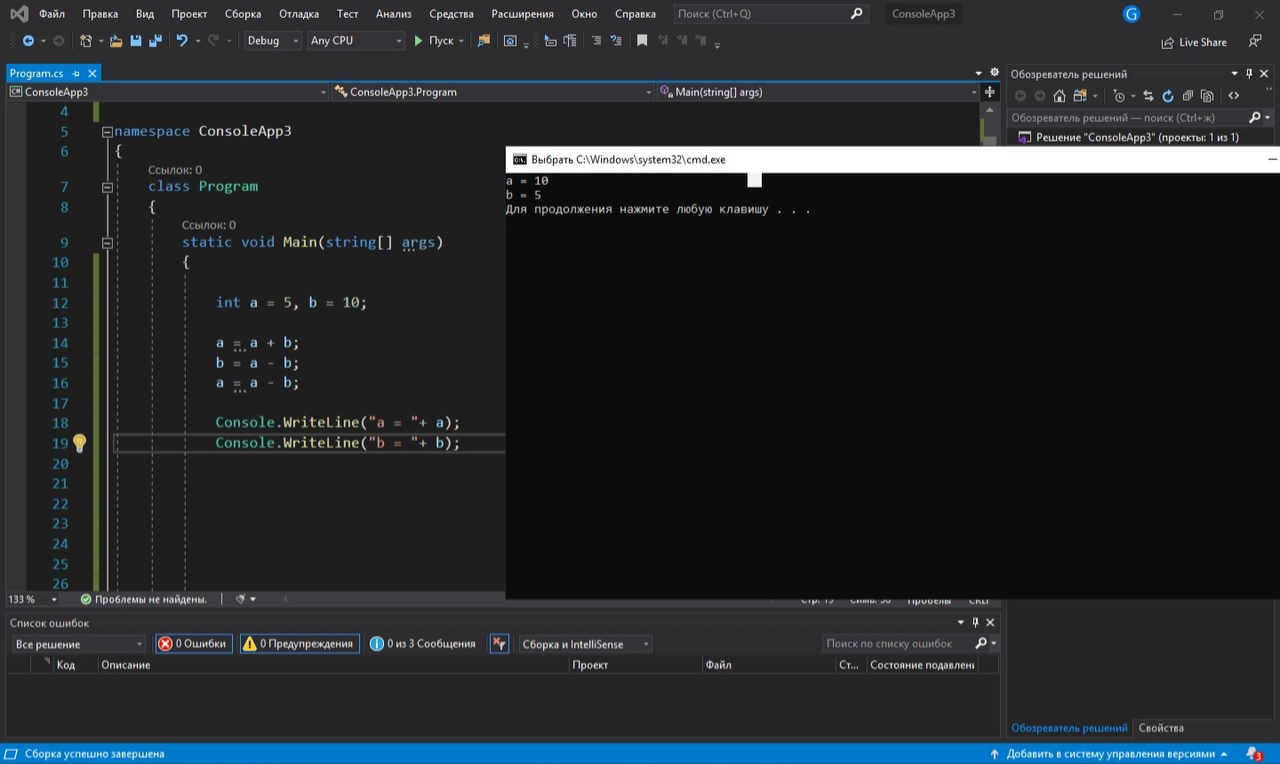 Файл Правка Вид Проект Сборка Отладка Тест Анализ Средства Расширения Окно Справка Поиск (Ctrl+Q) ConsoleApp3 G
Debug Any CPU Пуск Live Share
Program.cs
ConsoleApp3 ConsoleApp3.Program Main(string[] args)
4
5 namespace ConsoleApp3
6 {
Ссылок: 0
7 class Program
8 {
Ссылок: 0
9 static void Main(string[] args)
10 {
11
12 int a = 5, b = 10;
13
14 a = a + b;
15 b = a - b;
16 a = a - b;
17
18 Console.WriteLine("a = "+ a);
19 Console.WriteLine("b = "+ b);
20
21
22
23
24
25
26
133 % Проблемы не найдены.
Выбрать C:\Windows\system32\cmd.exe
a = 10
b = 5
Для продолжения нажмите любую клавишу . . .
Обозреватель решений
Обозреватель решений — поиск (Ctrl+ж)
Решение "ConsoleApp3" (проекты: 1 из 1)
Список ошибок
Все решение 0 Ошибки 0 Предупреждения 0 из 3 Сообщения Сборка и IntelliSense Поиск по списку ошибок
Код Описание Проект Файл Ст... Состояние подавлени
Обозреватель решений Свойства
Сборка успешно завершена Добавить в систему управления версиями 3